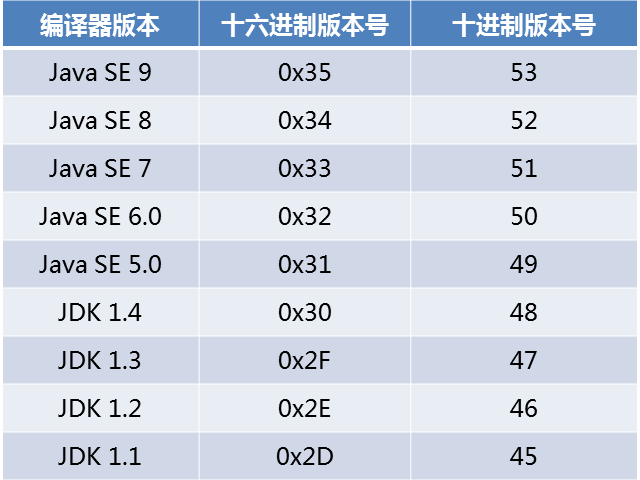 编译器版本 十六进制版本号 十进制版本号
Java SE 9 0x35 53
Java SE 8 0x34 52
Java SE 7 0x33 51
Java SE 6.0 0x32 50
Java SE 5.0 0x31 49
JDK 1.4 0x30 48
JDK 1.3 0x2F 47
JDK 1.2 0x2E 46
JDK 1.1 0x2D 45